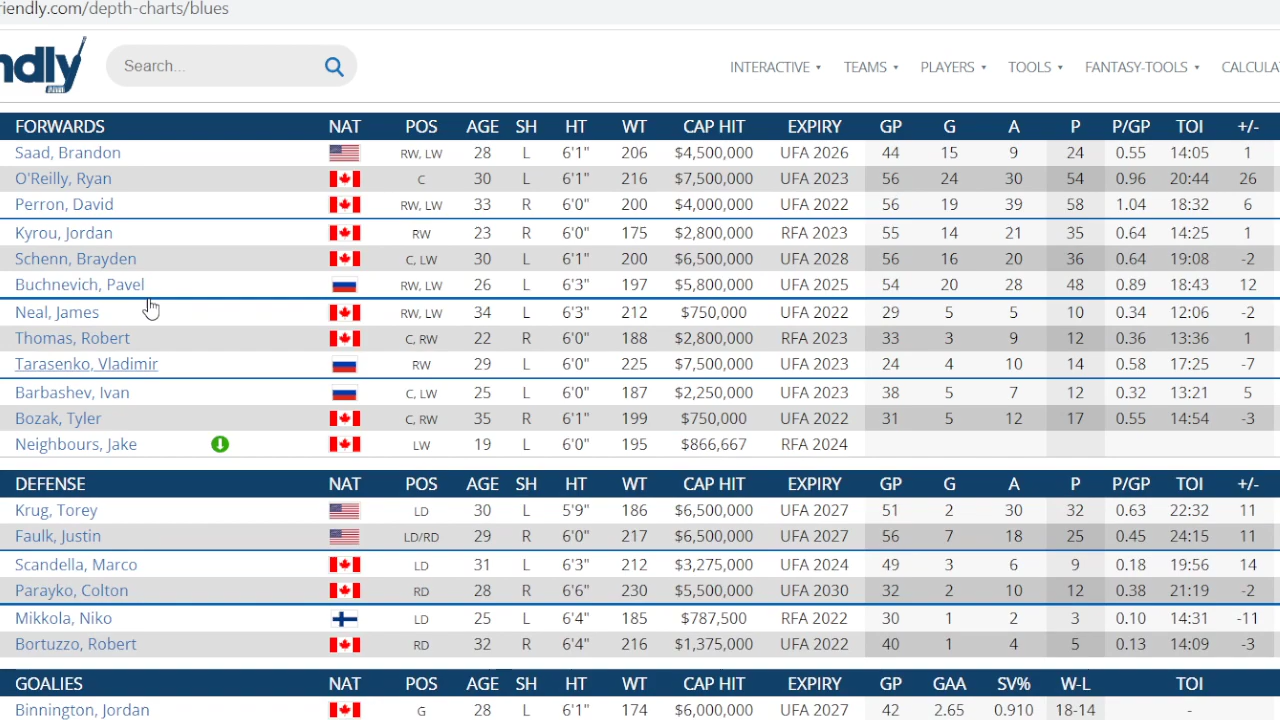 riendly.com/depth-charts/blues
ndly Search... INTERACTIVE TEAMS PLAYERS TOOLS FANTASY-TOOLS CALCULA
FORWARDS NAT POS AGE SH HT WT CAP HIT EXPIRY GP G A P P/GP TOI +/-
Saad, Brandon RW, LW 28 L 6'1" 206 $4,500,000 UFA 2026 44 15 9 24 0.55 14:05 1
O'Reilly, Ryan C 30 L 6'1" 216 $7,500,000 UFA 2023 56 24 30 54 0.96 20:44 26
Perron, David RW, LW 33 R 6'0" 200 $4,000,000 UFA 2022 56 19 39 58 1.04 18:32 6
Kyrou, Jordan RW 23 R 6'0" 175 $2,800,000 RFA 2023 55 14 21 35 0.64 14:25 1
Schenn, Brayden C, LW 30 L 6'1" 200 $6,500,000 UFA 2028 56 16 20 36 0.64 19:08 -2
Buchnevich, Pavel RW, LW 26 L 6'3" 197 $5,800,000 UFA 2025 54 20 28 48 0.89 18:43 12
Neal, James RW, LW 34 L 6'3" 212 $750,000 UFA 2022 29 5 5 10 0.34 12:06 -2
Thomas, Robert C, RW 22 R 6'0" 188 $2,800,000 RFA 2023 33 3 9 12 0.36 13:36 1
Tarasenko, Vladimir RW 29 L 6'0" 225 $7,500,000 UFA 2023 24 4 10 14 0.58 17:25 -7
Barbashev, Ivan C, LW 25 L 6'0" 187 $2,250,000 UFA 2023 38 5 7 12 0.32 13:21 5
Bozak, Tyler C, RW 35 R 6'1" 199 $750,000 UFA 2022 31 5 12 17 0.55 14:54 -3
Neighbours, Jake LW 19 L 6'0" 195 $866,667 RFA 2024
DEFENSE NAT POS AGE SH HT WT CAP HIT EXPIRY GP G A P P/GP TOI +/-
Krug, Torey LD 30 L 5'9" 186 $6,500,000 UFA 2027 51 2 30 32 0.63 22:32 11
Faulk, Justin LD/RD 29 R 6'0" 217 $6,500,000 UFA 2027 56 7 18 25 0.45 24:15 11
Scandella, Marco LD 31 L 6'3" 212 $3,275,000 UFA 2024 49 3 6 9 0.18 19:56 14
Parayko, Colton RD 28 R 6'6" 230 $5,500,000 UFA 2030 32 2 10 12 0.38 21:19 -2
Mikkola, Niko LD 25 L 6'4" 185 $787,500 RFA 2022 30 1 2 3 0.10 14:31 -11
Bortuzzo, Robert RD 32 R 6'4" 216 $1,375,000 UFA 2022 40 1 4 5 0.13 14:09 -3
GOALIES NAT POS AGE SH HT WT CAP HIT EXPIRY GP GAA SV% W-L TOI
Binnington, Jordan G 28 L 6'1" 174 $6,000,000 UFA 2027 42 2.65 0.910 18-14 -